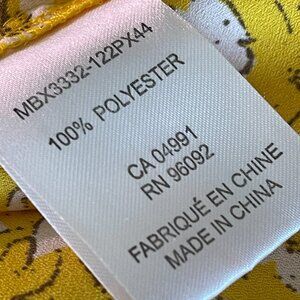 MBX3332-122PX44
100% POLYESTER
CA 04991
RN 96092
FABRIQUÉ EN CHINE
MADE IN CHINA